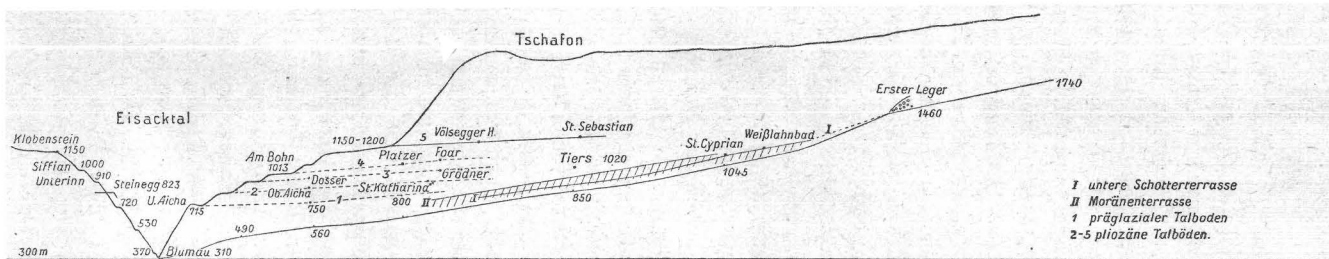 Tschafon
Eisacktal
Klobenstein
1150
Siffian 1000
Unterinn 910
Steinegg 823
720 U.Aicha
530
370
300 m
Blumau 310
715
Am Bohn
1013
1150-1200
5 Völsegger H.
St. Sebastian
4 Platzer Foar
3
2 Dosser Grädner
Ob. Aicha St. Katharina
750 1 800
II
I
490
560
Tiers 1020
850
St. Cyprian
1045
Weißlahnbad
I
Erster Leger
1460
1740
I untere Schotterterrasse
II Moränenterrasse
1 präglazialer Talboden
2-5 pliozäne Talböden.